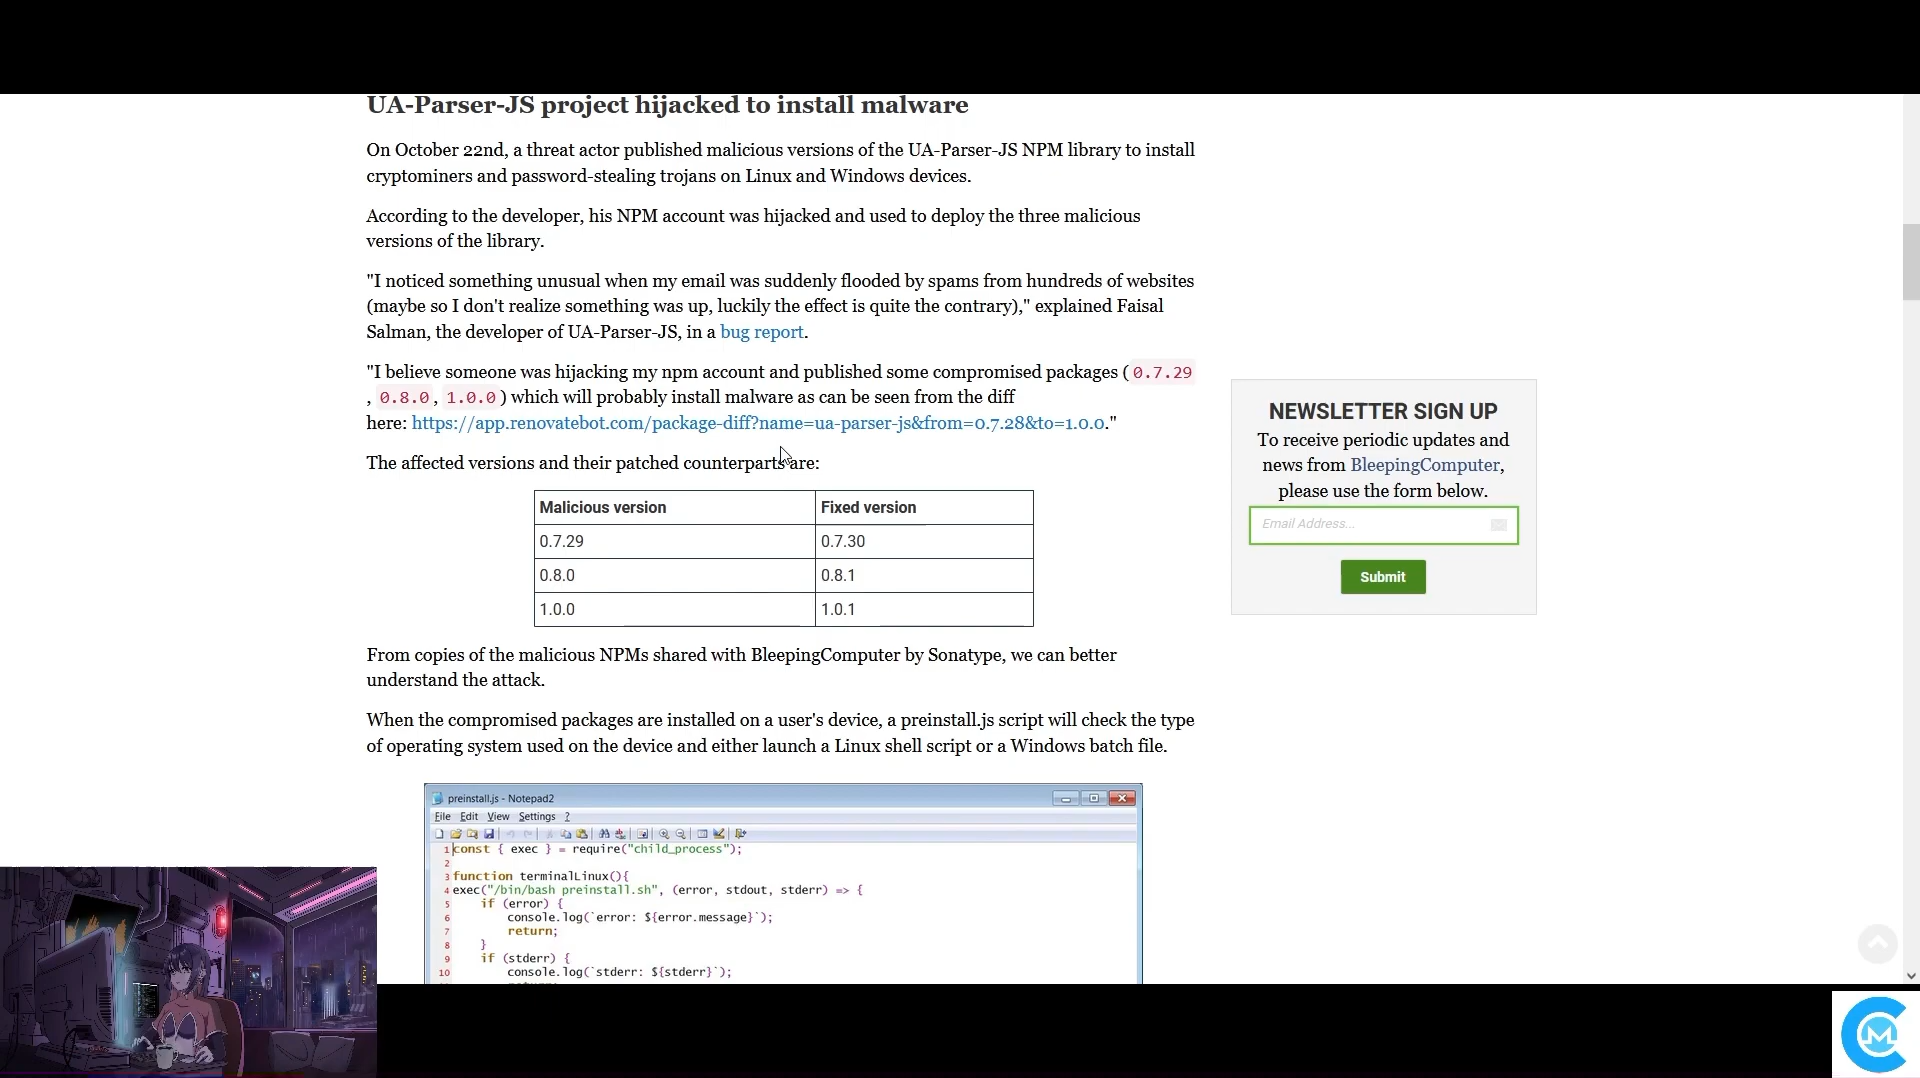 UA-Parser-JS project hijacked to install malware
On October 22nd, a threat actor published malicious versions of the UA-Parser-JS NPM library to install
cryptominers and password-stealing trojans on Linux and Windows devices.
According to the developer, his NPM account was hijacked and used to deploy the three malicious
versions of the library.
"I noticed something unusual when my email was suddenly flooded by spams from hundreds of websites
(maybe so I don't realize something was up, luckily the effect is quite the contrary)," explained Faisal
Salman, the developer of UA-Parser-JS, in a bug report.
"I believe someone was hijacking my npm account and published some compromised packages ( 0.7.29
, 0.8.0 , 1.0.0 ) which will probably install malware as can be seen from the diff
here: https://app.renovatebot.com/package-diff?name=ua-parser-js&from=0.7.28&to=1.0.0."
The affected versions and their patched counterparts are:
Malicious version Fixed version
0.7.29 0.7.30
0.8.0 0.8.1
1.0.0 1.0.1
From copies of the malicious NPMs shared with BleepingComputer by Sonatype, we can better
understand the attack.
When the compromised packages are installed on a user's device, a preinstall.js script will check the type
of operating system used on the device and either launch a Linux shell script or a Windows batch file.
preinstall.js - Notepad2
File Edit View Settings ?
1 const { exec } = require("child_process");
2
3 function terminalLinux(){
4 exec("/bin/bash preinstall.sh", (error, stdout, stderr) => {
5 if (error) {
6 console.log(`error: ${error.message}`);
7 return;
8 }
9 if (stderr) {
10 console.log(`stderr: ${stderr}`);
NEWSLETTER SIGN UP
To receive periodic updates and
news from BleepingComputer,
please use the form below.
Email Address...
Submit